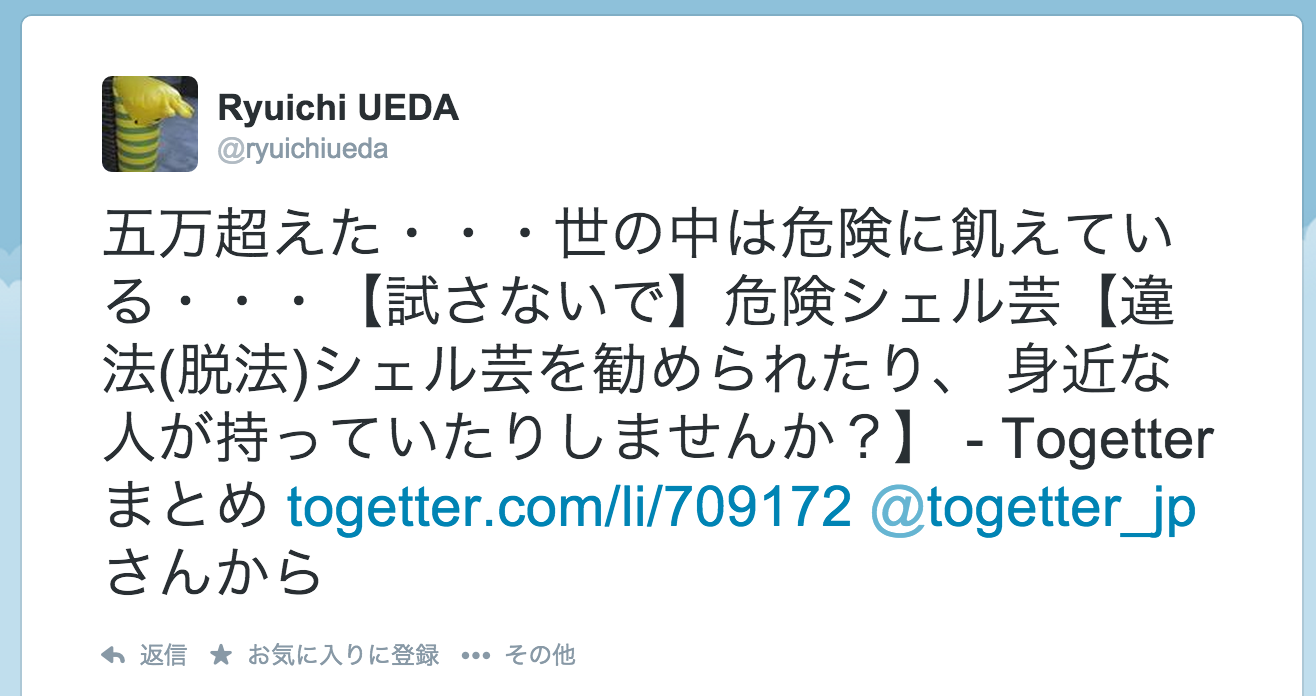 Ryuichi UEDA
@ryuichiueda
五万超えた・・・世の中は危険に飢えてい
る・・・【試さないで】危険シェル芸【違
法(脱法)シェル芸を勧められたり、 身近な
人が持っていたりしませんか？】 - Togetter
まとめ togetter.com/li/709172 @togetter_jp
さんから
返信 お気に入りに登録 ••• その他